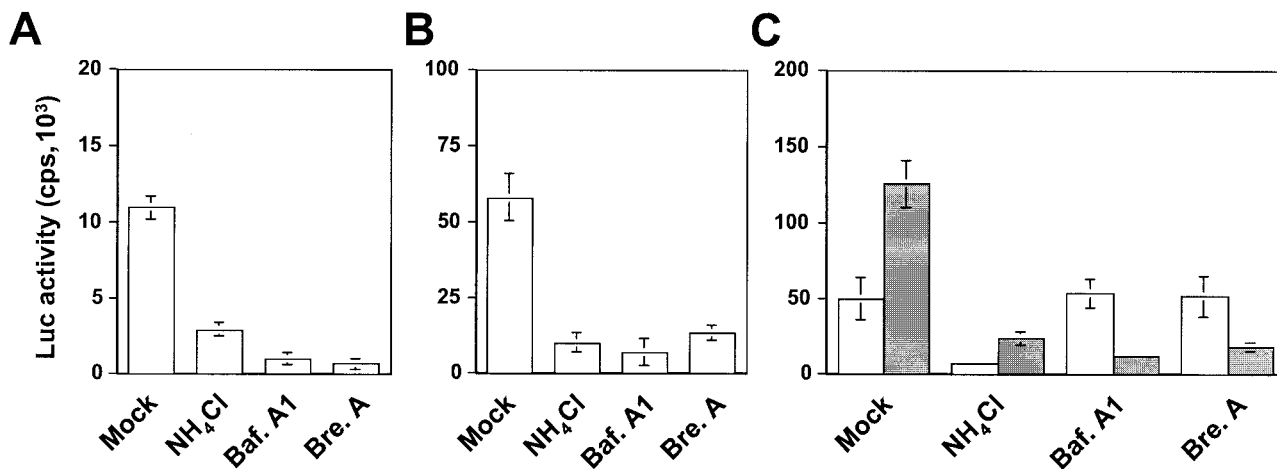 A
B
C
Luc activity (cps, 10³)
20
15
10
5
0
Mock
NH₄Cl
Baf. A1
Bre. A
100
75
50
25
0
Mock
NH₄Cl
Baf. A1
Bre. A
200
150
100
50
0
Mock
NH₄Cl
Baf. A1
Bre. A